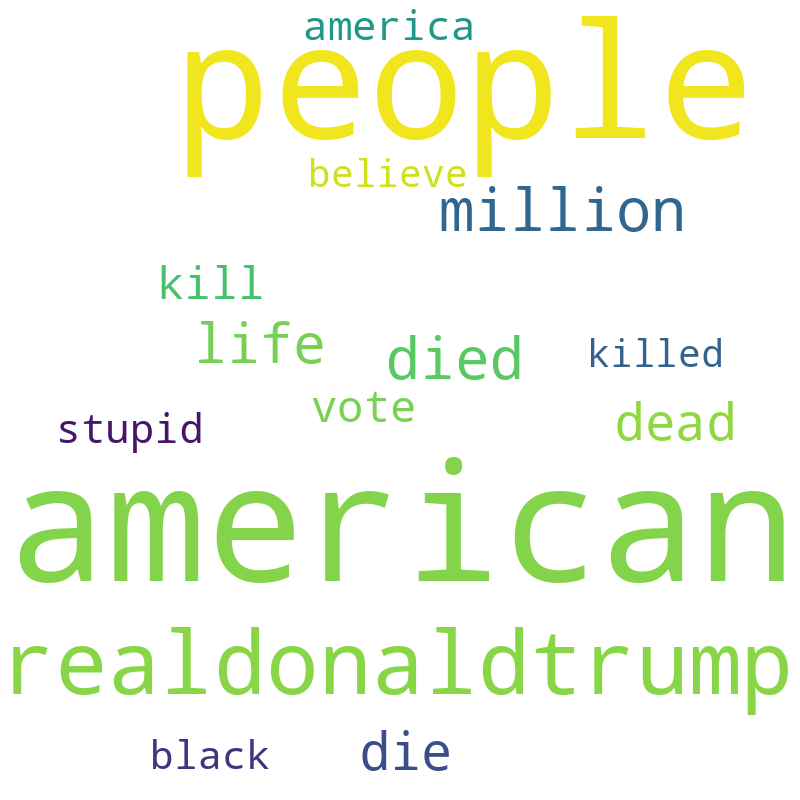 america
people
believe
million
kill
life
died
killed
vote
stupid
dead
american
realdonaldtrump
black
die